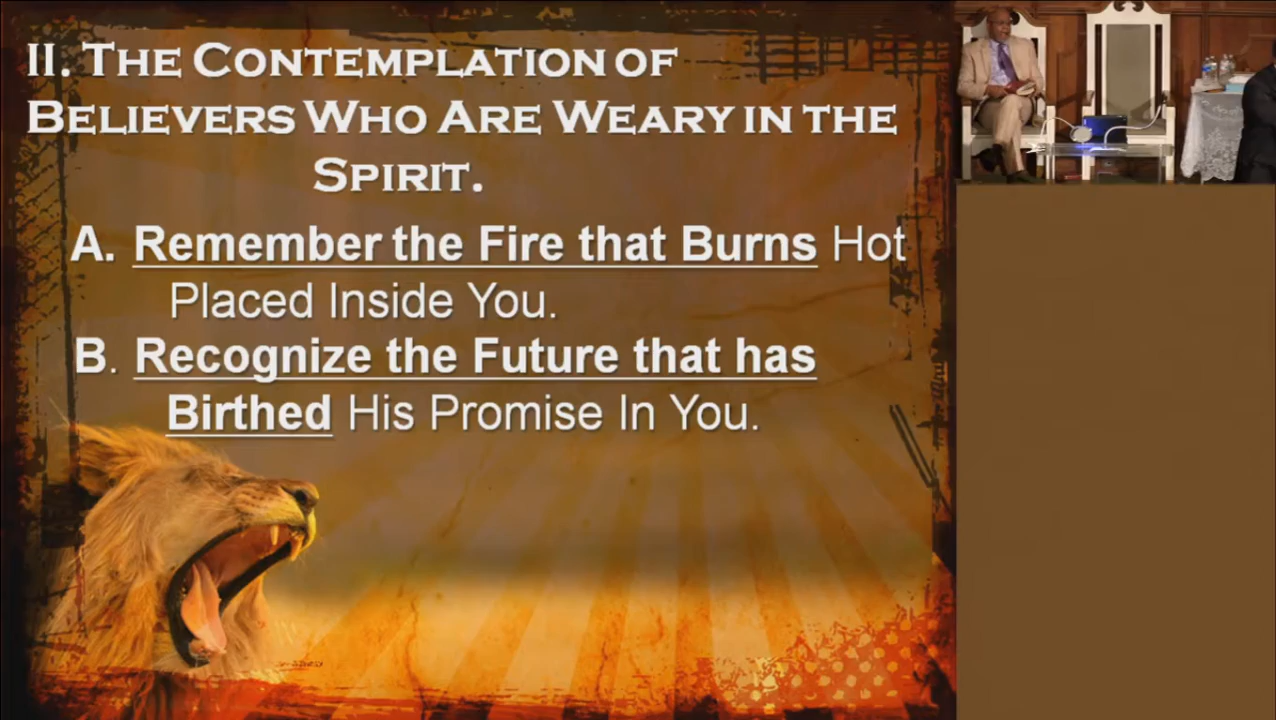 II. The Contemplation of
Believers Who Are Weary in the
Spirit.
A. Remember the Fire that Burns Hot
Placed Inside You.
B. Recognize the Future that has
Birthed His Promise In You.